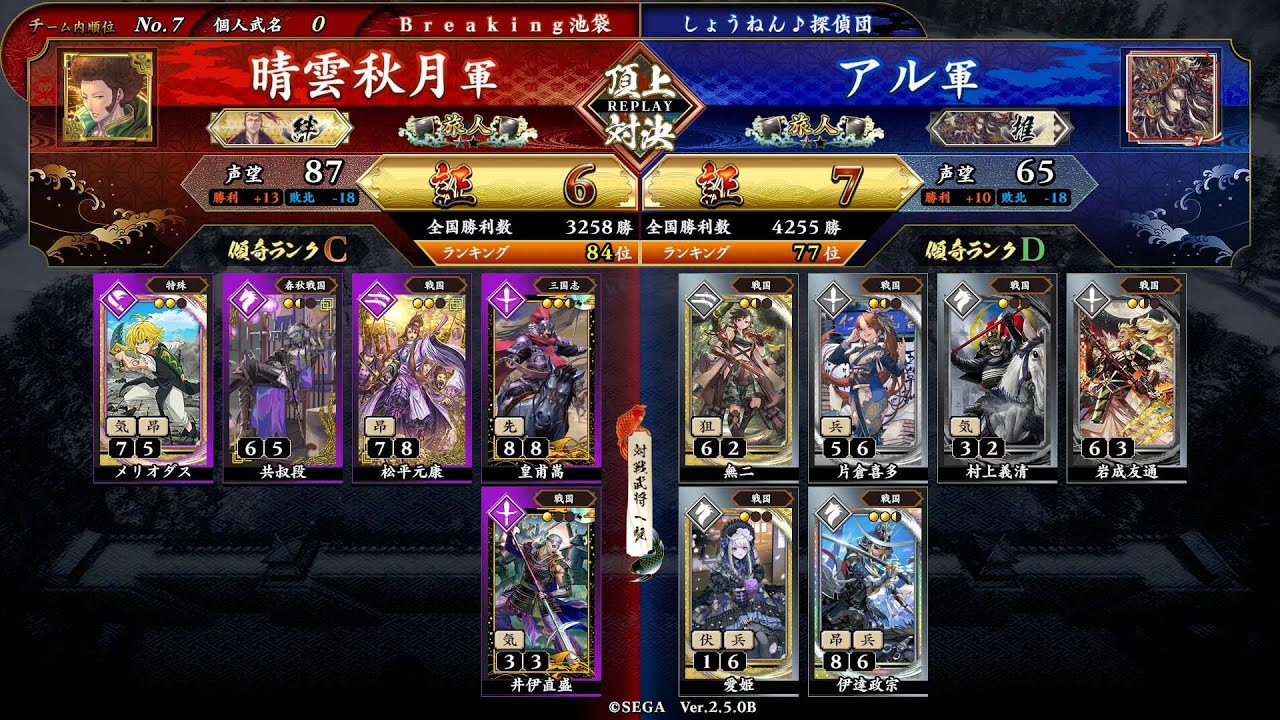 チーム内順位 No.7 個人武名 0 Breaking池袋 しょうねん♪探偵団
晴雲秋月軍 頂上 REPLAY 対決 アル軍
絆 旅人 旅人 推
声望 87 証 6 証 7 声望 65
勝利 +13 敗北 -18 勝利 +10 敗北 -18
全国勝利数 3258勝 全国勝利数 4255勝
傾奇ランクC ランキング 84位 ランキング 77位 傾奇ランクD
特殊 春秋戦国 戦国 三国志 戦国 戦国 戦国 戦国
気 昂 昂 先 狙 兵 気
7 5 6 5 7 8 8 8 6 2 5 6 3 2 6 3
メリオダス 共叔段 松平元康 皇甫嵩 無二 片倉喜多 村上義清 岩成友通
対戦武将一覧
戦国 戦国 戦国
気 伏 兵 昂 兵
3 3 1 6 8 6
井伊直盛 愛姫 伊達政宗
©SEGA Ver.2.5.0B